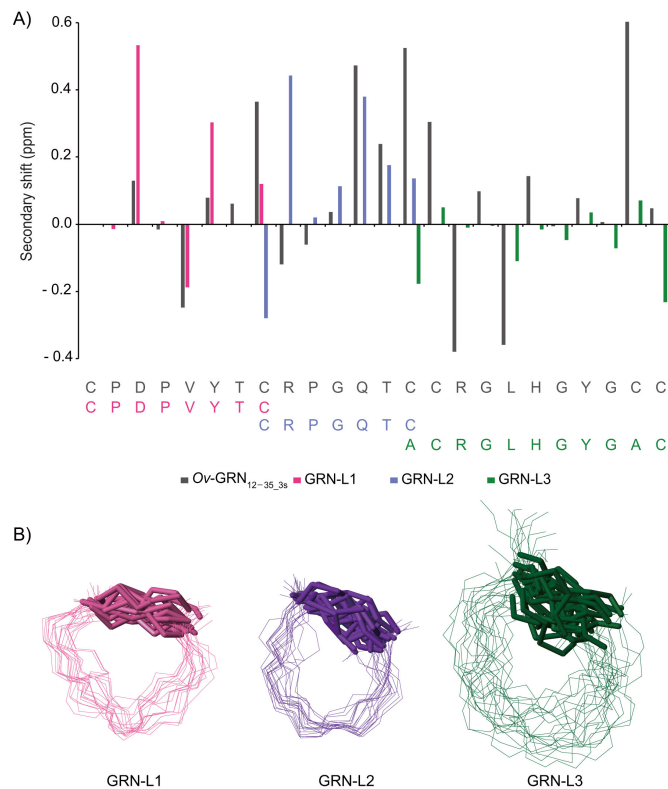 A)
0.6
0.4
0.2
0.0
- 0.2
- 0.4
Secondary shift (ppm)
C P D P V Y T C R P G Q T C C R G L H G Y G C C
C P D P V Y T C
C R P G Q T C
A C R G L H G Y G A C
Ov-GRN12−35_3s GRN-L1 GRN-L2 GRN-L3
B)
GRN-L1 GRN-L2 GRN-L3